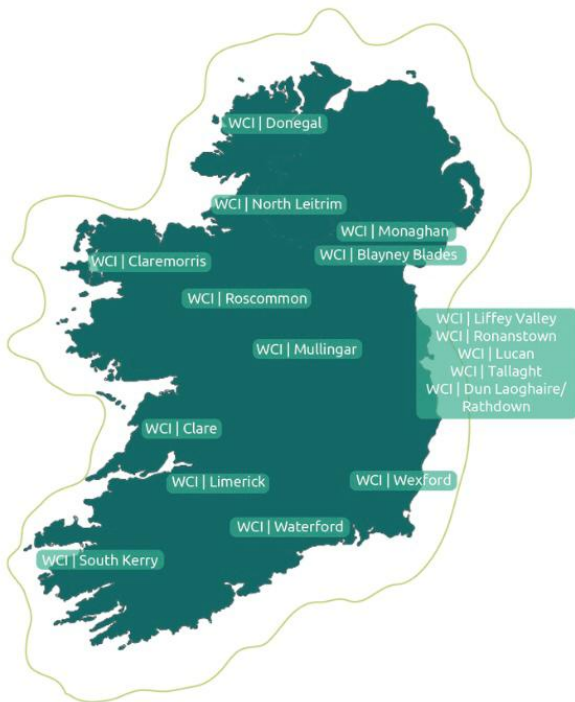 WCI | Donegal
WCI | North Leitrim
WCI | Monaghan
WCI | Blayney Blades
WCI | Claremorris
WCI | Roscommon
WCI | Liffey Valley
WCI | Ronanstown
WCI | Lucan
WCI | Tallaght
WCI | Dun Laoghaire/
Rathdown
WCI | Mullingar
WCI | Clare
WCI | Limerick
WCI | Wexford
WCI | Waterford
WCI | South Kerry